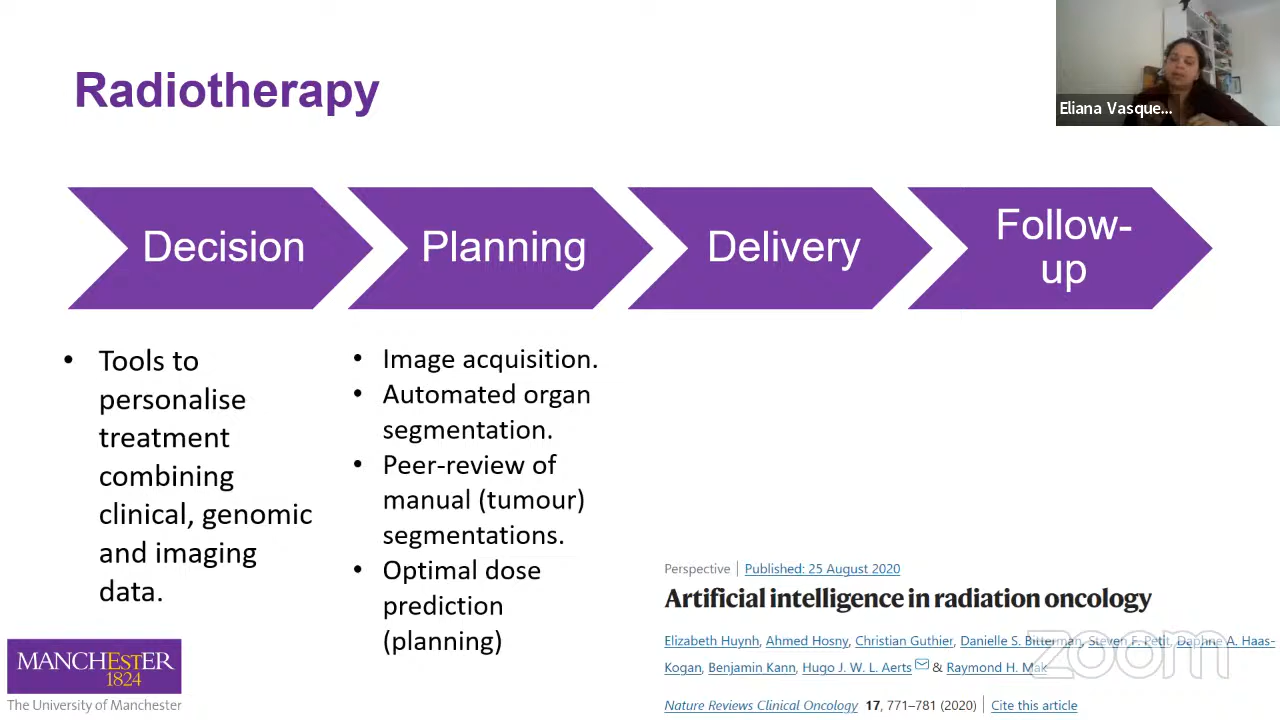 Radiotherapy
Eliana Vasque...
Decision
Planning
Delivery
Follow-
up
• Tools to
personalise
treatment
combining
clinical, genomic
and imaging
data.
• Image acquisition.
• Automated organ
segmentation.
• Peer-review of
manual (tumour)
segmentations.
• Optimal dose
prediction
(planning)
Perspective | Published: 25 August 2020
Artificial intelligence in radiation oncology
Elizabeth Huynh, Ahmed Hosny, Christian Guthier, Danielle S. Bitterman, Steven F. Petit, Daphne A. Haas-
Kogan, Benjamin Kann, Hugo J. W. L. Aerts & Raymond H. Mak
Nature Reviews Clinical Oncology 17, 771–781 (2020) | Cite this article
zoom
MANCHESTER
1824
The University of Manchester